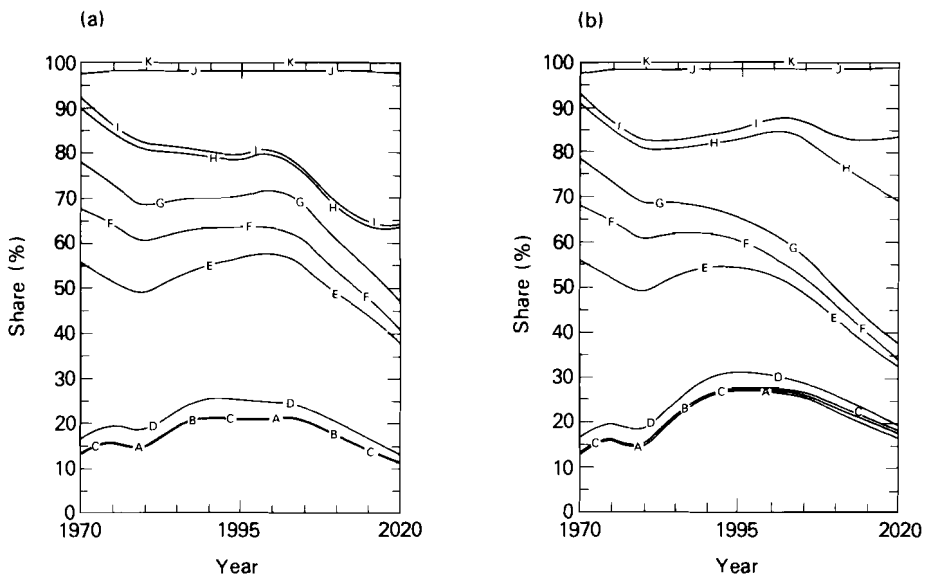 (a)
Share (%)
100
90
80
70
60
50
40
30
20
10
0
K K
J J
I I I
H H
G G
F F F
E E
D D
C A B C A B C
1970 1995 2020
Year
(b)
Share (%)
100
90
80
70
60
50
40
30
20
10
0
K K
J J
I I
H H
G G
F F F
E E
D D
C A B C A C
1970 1995 2020
Year